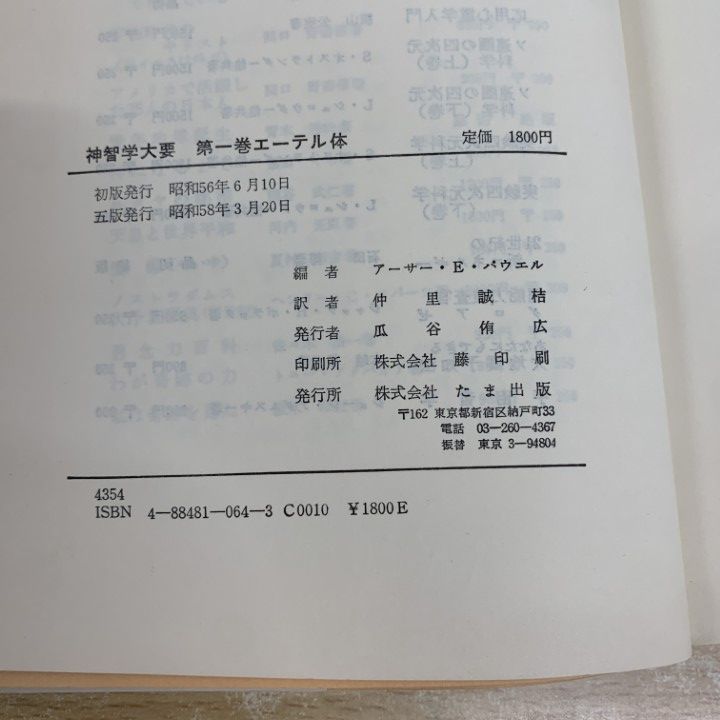 神智学大要 第一巻エーテル体 定価 1800円
初版発行 昭和56年6月10日
五版発行 昭和58年3月20日
編者 アーサー・E・パウエル
訳者 仲里誠桔
発行者 瓜谷侑広
印刷所 株式会社 藤印刷
発行所 株式会社 たま出版
〒162 東京都新宿区納戸町33
電話 03—260—4367
振替 東京 3—94804
4354
ISBN 4—88481—064—3 C0010 ¥1800E